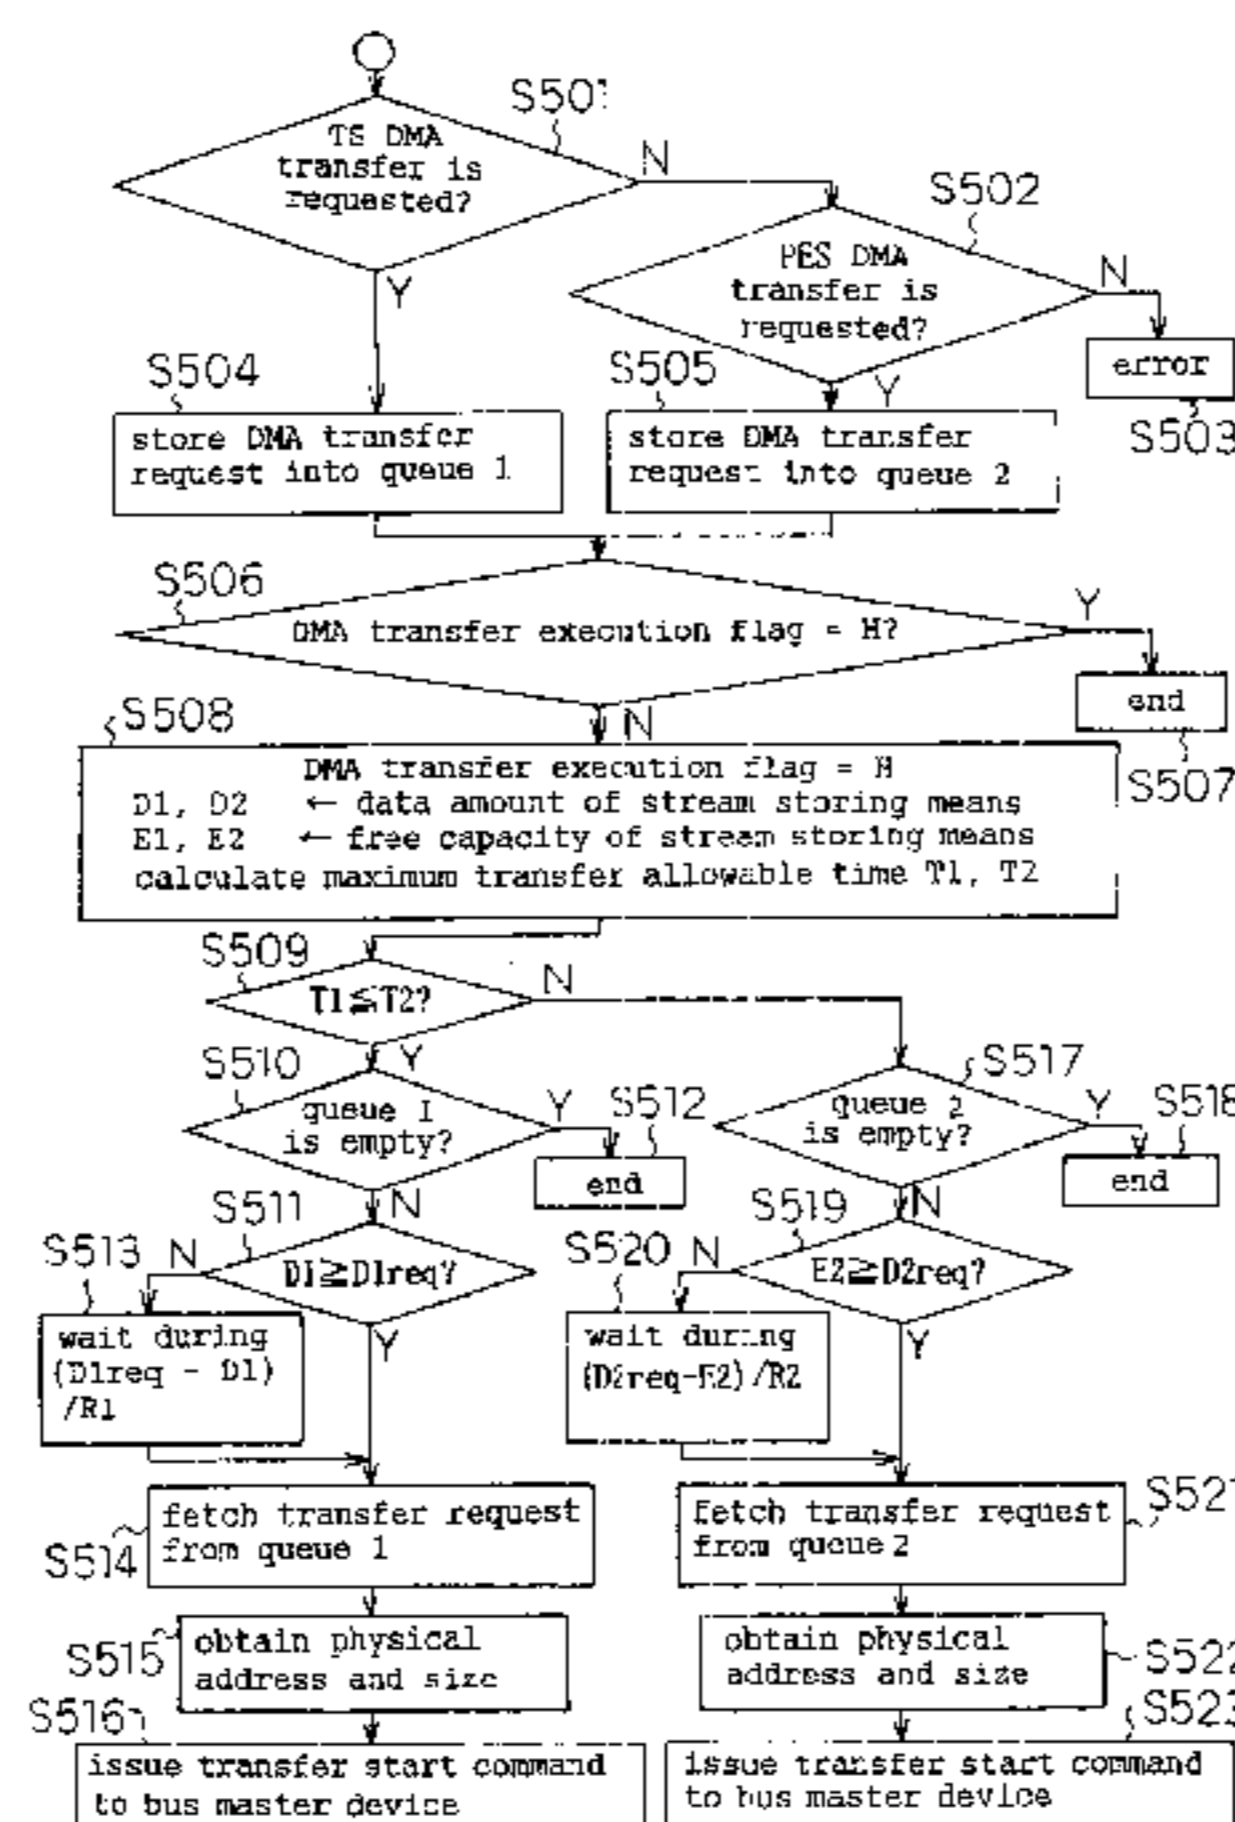 S501
TS DMA
transfer is
requested?
N
Y
S502
PES DMA
transfer is
requested?
N
Y
error
S503
S504
store DMA transfer
request into queue 1
S505
store DMA transfer
request into queue 2
S506
DMA transfer execution flag = H?
Y
N
end
S507
S508
DMA transfer execution flag = H
D1, D2 ← data amount of stream storing means
E1, E2 ← free capacity of stream storing means
calculate maximum transfer allowable time T1, T2
S509
T1≦T2?
N
Y
S510
queue 1
is empty?
Y
N
S512
end
S517
queue 2
is empty?
Y
N
S518
end
S511
D1≧D1req?
N
Y
S513
wait during
(D1req - D1)
/R1
S519
E2≧D2req?
N
Y
S520
wait during
(D2req-E2)/R2
S514
fetch transfer request
from queue 1
S521
fetch transfer request
from queue 2
S515
obtain physical
address and size
S522
obtain physical
address and size
S516
issue transfer start command
to bus master device
S523
issue transfer start command
to bus master device